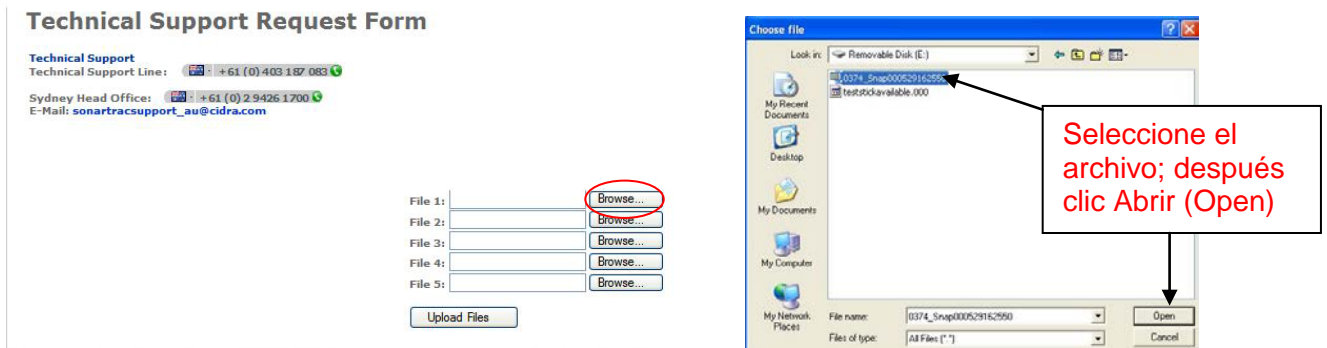 Technical Support Request Form
Technical Support
Technical Support Line: +61 (0) 403 187 083
Sydney Head Office: +61 (0) 2 9426 1700
E-Mail: sonartracsupport_au@cidra.com
File 1: Browse...
File 2: Browse...
File 3: Browse...
File 4: Browse...
File 5: Browse...
Upload Files
Choose file
Look in: Removable Disk (E:)
0374_Snap000529162550
teststickavailable.000
My Recent
Documents
Desktop
My Documents
My Computer
My Network
Places
File name: 0374_Snap000529162550 Open
Files of type: All Files (*.*) Cancel
Seleccione el
archivo; después
clic Abrir (Open)